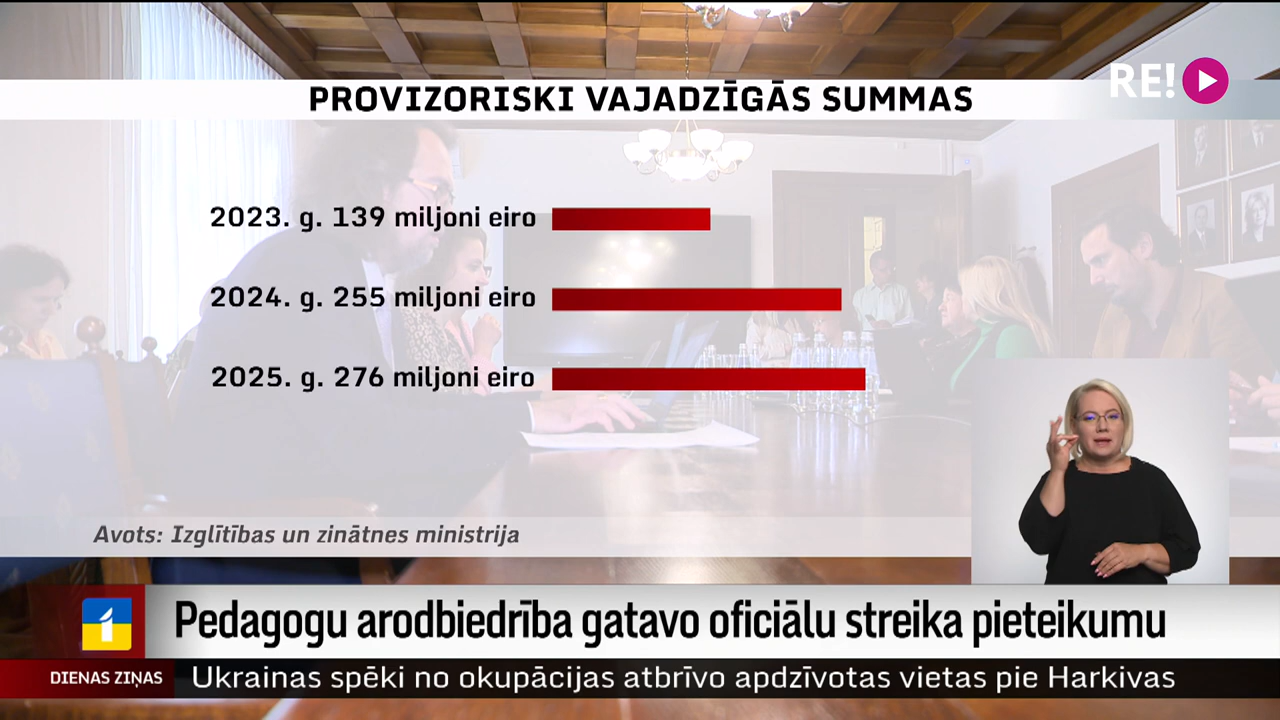 RE!
PROVIZORISKI VAJADZĪGĀS SUMMAS
2023. g. 139 miljoni eiro
2024. g. 255 miljoni eiro
2025. g. 276 miljoni eiro
Avots: Izglītības un zinātnes ministrija
1
Pedagogu arodbiedrība gatavo oficiālu streika pieteikumu
DIENAS ZIŅAS
Ukrainas spēki no okupācijas atbrīvo apdzīvotas vietas pie Harkivas